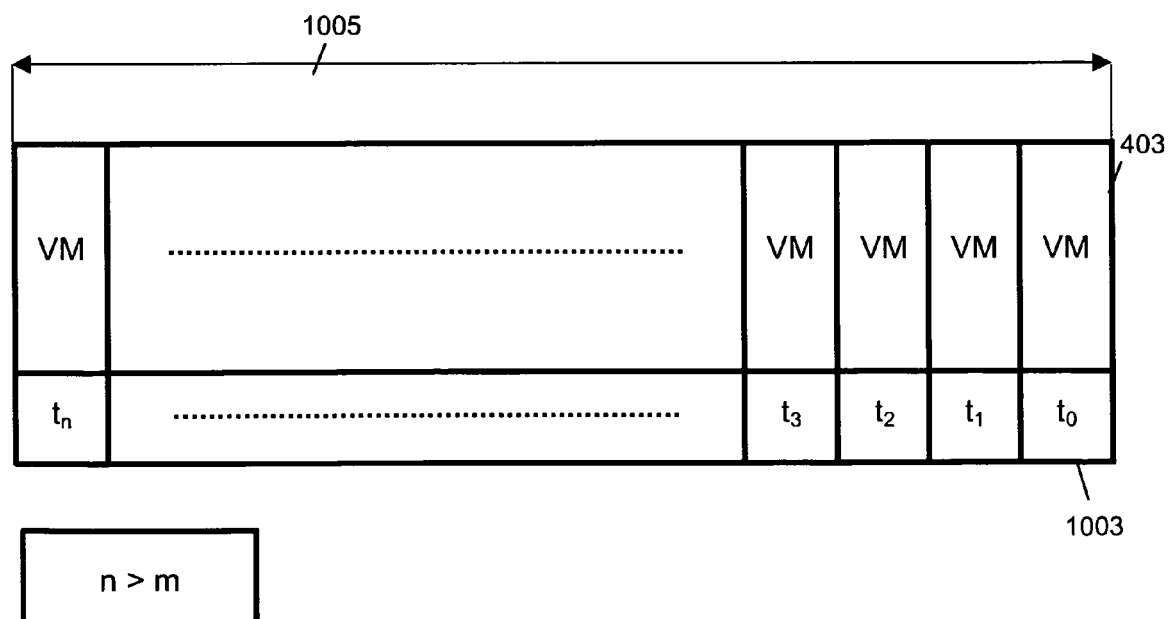 1005
403
VM ................ VM VM VM VM
tₙ ................ t₃ t₂ t₁ t₀
1003
n > m